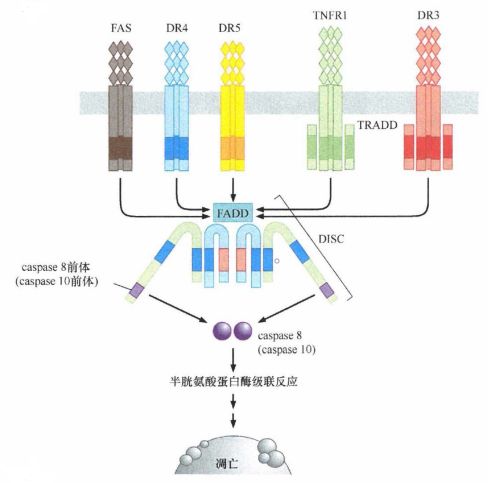 FAS
DR4
DR5
TNFR1
DR3
TRADD
FADD
DISC
caspase 8前体
(caspase 10前体)
caspase 8
(caspase 10)
半胱氨酸蛋白酶级联反应
凋亡